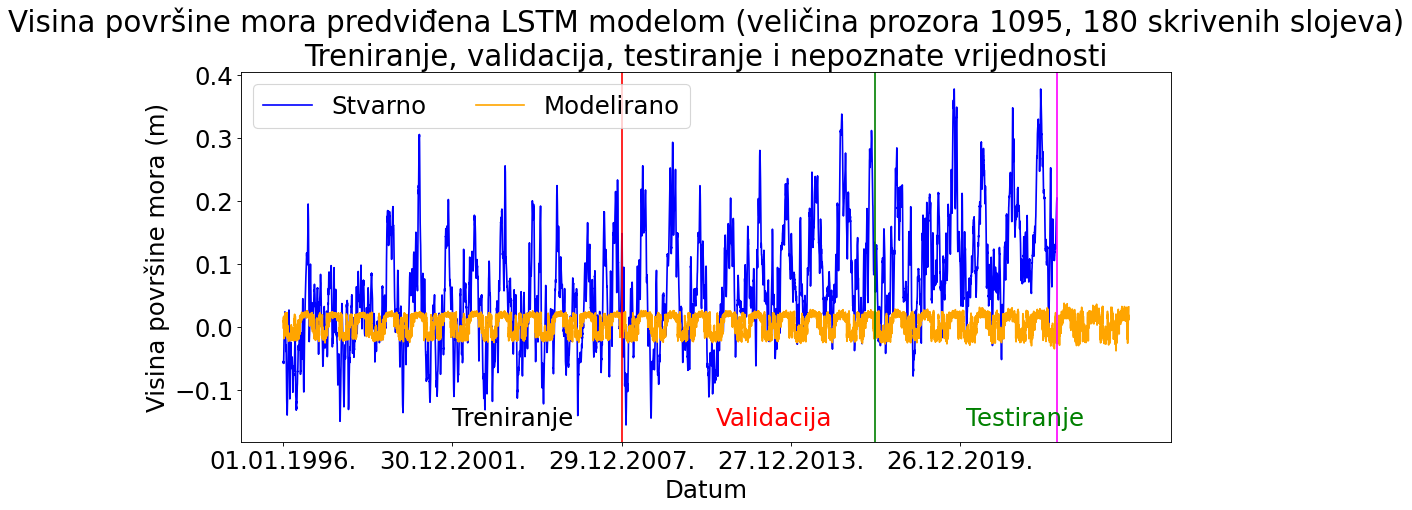 Visina površine mora predviđena LSTM modelom (veličina prozora 1095, 180 skrivenih slojeva)
Treniranje, validacija, testiranje i nepoznate vrijednosti
Stvarno
Modelirano
Visina površine mora (m)
0.4
0.3
0.2
0.1
0.0
−0.1
Treniranje
Validacija
Testiranje
01.01.1996.
30.12.2001.
29.12.2007.
27.12.2013.
26.12.2019.
Datum